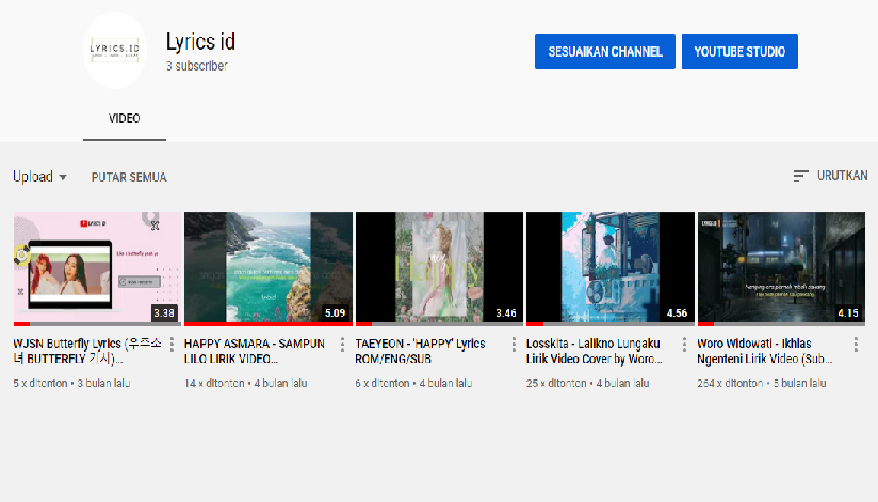 LYRICS.ID
Lyrics id
3 subscriber
SESUAIKAN CHANNEL
YOUTUBE STUDIO
VIDEO
Upload
PUTAR SEMUA
URUTKAN
3.38
5.09
3.46
4.56
4.15
WJSN Butterfly Lyrics (우주소
녀 BUTTERFLY 가사)...
5 x ditonton • 3 bulan lalu
HAPPY ASMARA - SAMPUN
LILO LIRIK VIDEO...
14 x ditonton • 4 bulan lalu
TAEYEON - 'HAPPY' Lyrics
ROM/ENG/SUB
6 x ditonton • 4 bulan lalu
Losskita - Lalikno Lungaku
Lirik Video Cover by Woro...
25 x ditonton • 4 bulan lalu
Woro Widowati - Ikhlas
Ngenteni Lirik Video (Sub...
264 x ditonton • 5 bulan lalu